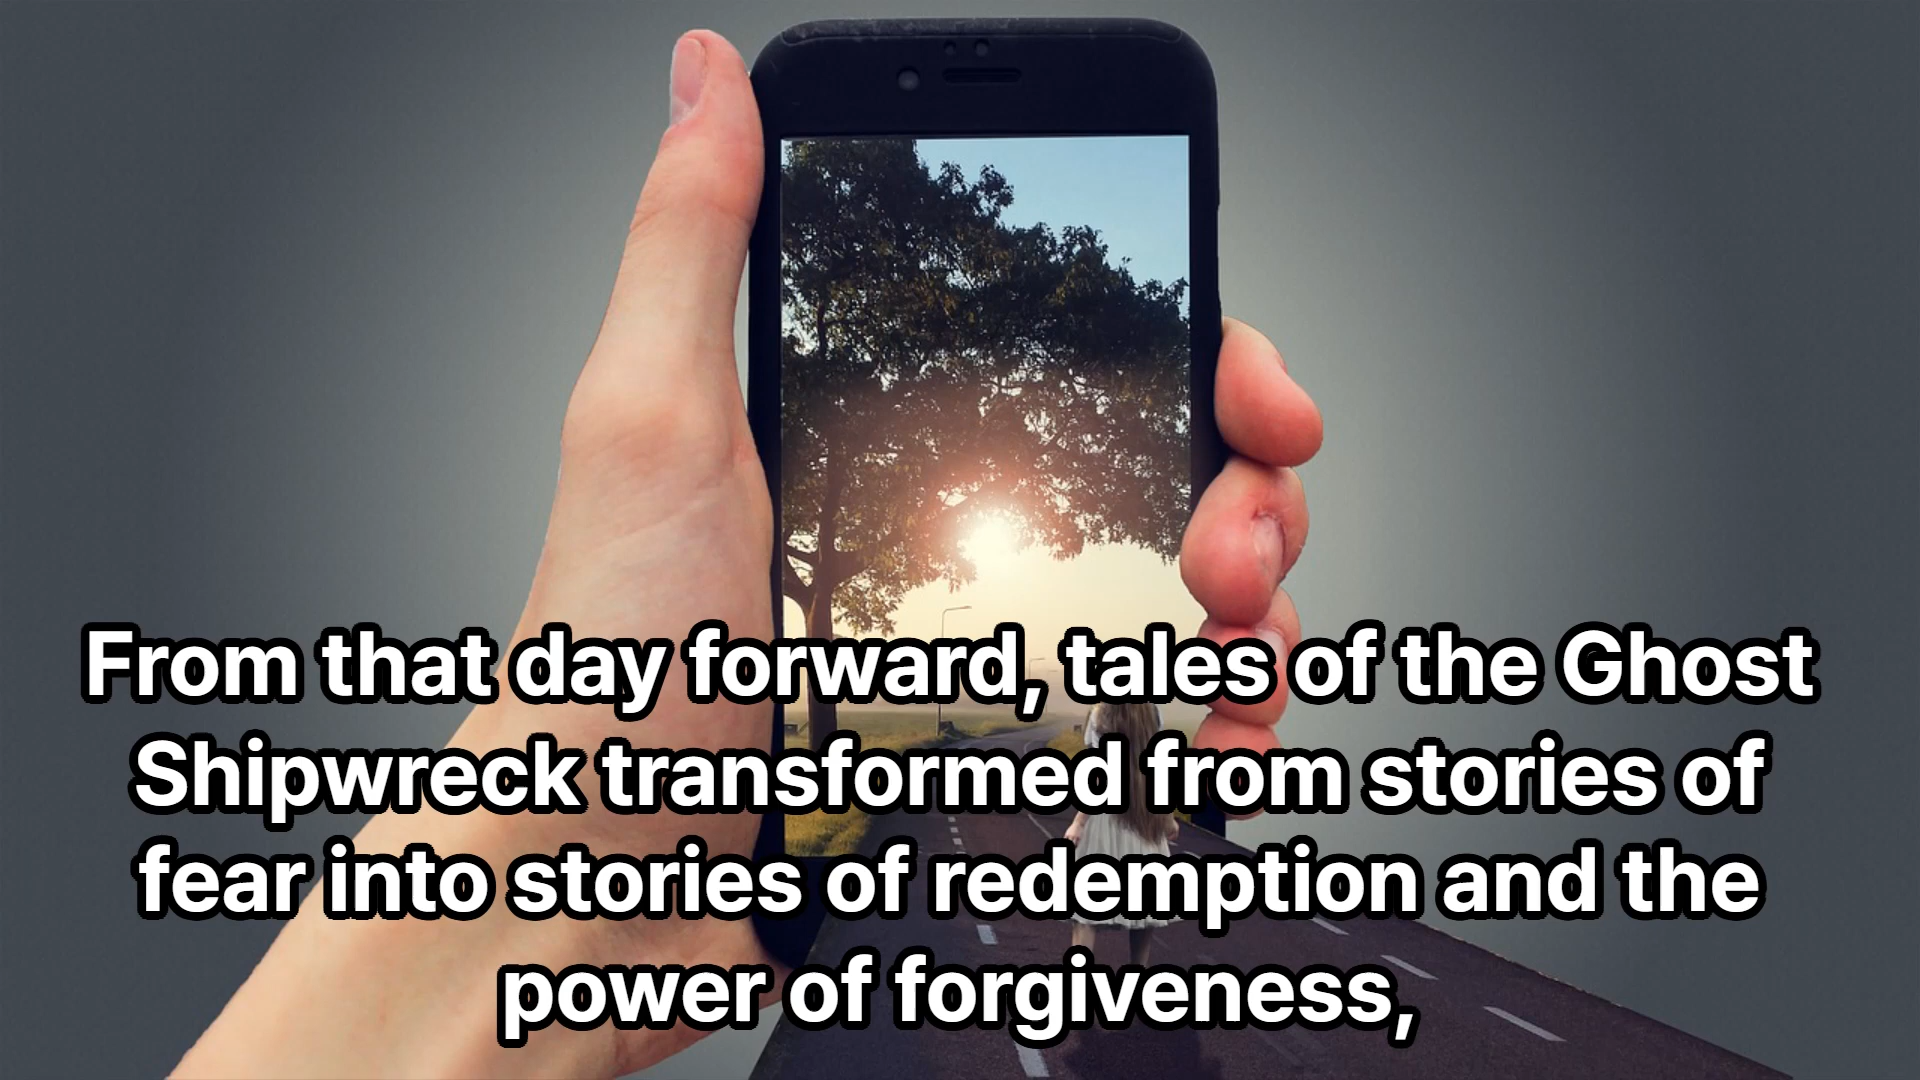 From that day forward, tales of the Ghost
Shipwreck transformed from stories of
fear into stories of redemption and the
power of forgiveness,